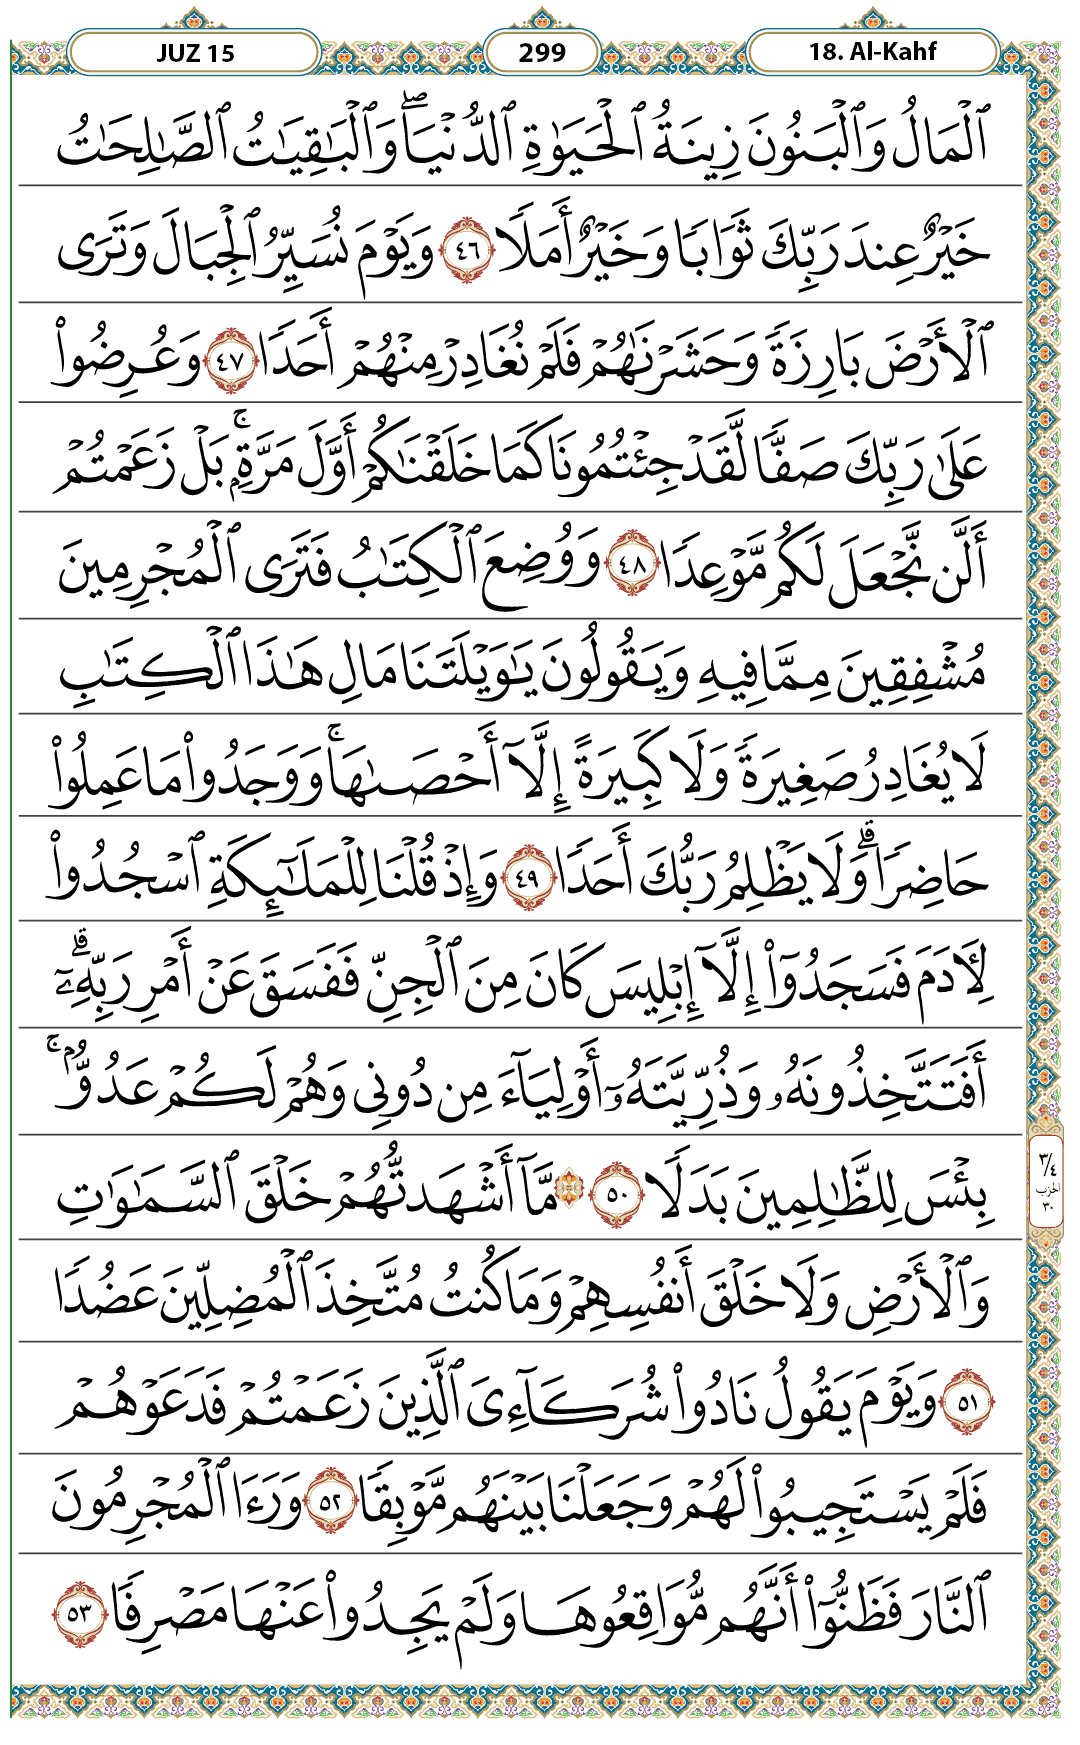 JUZ 15 299 18. Al-Kahf
ٱلْمَالُ وَٱلْبَنُونَ زِينَةُ ٱلْحَيَوٰةِ ٱلدُّنْيَاۖ وَٱلْبَٰقِيَٰتُ ٱلصَّٰلِحَٰتُ
خَيْرٌ عِندَ رَبِّكَ ثَوَابًا وَخَيْرٌ أَمَلًا ٤٦ وَيَوْمَ نُسَيِّرُ ٱلْجِبَالَ وَتَرَى
ٱلْأَرْضَ بَارِزَةً وَحَشَرْنَٰهُمْ فَلَمْ نُغَادِرْ مِنْهُمْ أَحَدًا ٤٧ وَعُرِضُوا۟
عَلَىٰ رَبِّكَ صَفًّا لَّقَدْ جِئْتُمُونَا كَمَا خَلَقْنَٰكُمْ أَوَّلَ مَرَّةٍۭۚ بَلْ زَعَمْتُمْ
أَلَّن نَّجْعَلَ لَكُم مَّوْعِدًا ٤٨ وَوُضِعَ ٱلْكِتَٰبُ فَتَرَى ٱلْمُجْرِمِينَ
مُشْفِقِينَ مِمَّا فِيهِ وَيَقُولُونَ يَٰوَيْلَتَنَا مَالِ هَٰذَا ٱلْكِتَٰبِ
لَا يُغَادِرُ صَغِيرَةً وَلَا كَبِيرَةً إِلَّآ أَحْصَىٰهَاۚ وَوَجَدُوا۟ مَا عَمِلُوا۟
حَاضِرًاۗ وَلَا يَظْلِمُ رَبُّكَ أَحَدًا ٤٩ وَإِذْ قُلْنَا لِلْمَلَٰٓئِكَةِ ٱسْجُدُوا۟
لِءَادَمَ فَسَجَدُوٓا۟ إِلَّآ إِبْلِيسَ كَانَ مِنَ ٱلْجِنِّ فَفَسَقَ عَنْ أَمْرِ رَبِّهِۦٓۗ
أَفَتَتَّخِذُونَهُۥ وَذُرِّيَّتَهُۥٓ أَوْلِيَآءَ مِن دُونِى وَهُمْ لَكُمْ عَدُوٌّۢۚ
بِئْسَ لِلظَّٰلِمِينَ بَدَلًا ٥٠ ۞ مَّآ أَشْهَدتُّهُمْ خَلْقَ ٱلسَّمَٰوَٰتِ
٣/٤
الحزب
٣٠
وَٱلْأَرْضِ وَلَا خَلْقَ أَنفُسِهِمْ وَمَا كُنتُ مُتَّخِذَ ٱلْمُضِلِّينَ عَضُدًا
٥١ وَيَوْمَ يَقُولُ نَادُوا۟ شُرَكَآءِىَ ٱلَّذِينَ زَعَمْتُمْ فَدَعَوْهُمْ
فَلَمْ يَسْتَجِيبُوا۟ لَهُمْ وَجَعَلْنَا بَيْنَهُم مَّوْبِقًا ٥٢ وَرَءَا ٱلْمُجْرِمُونَ
ٱلنَّارَ فَظَنُّوٓا۟ أَنَّهُم مُّوَاقِعُوهَا وَلَمْ يَجِدُوا۟ عَنْهَا مَصْرِفًا ٥٣